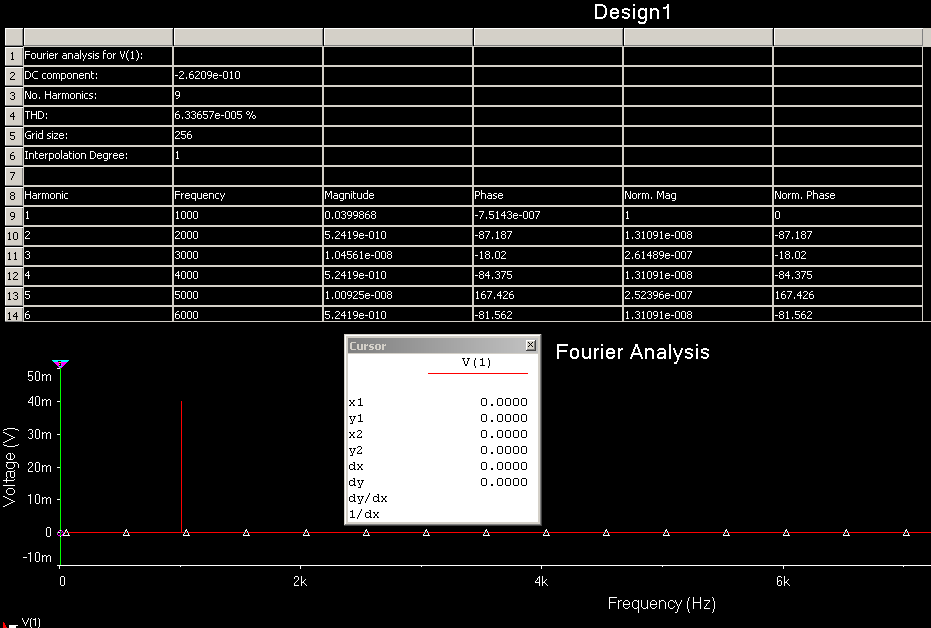 Design1
1 Fourier analysis for V(1):
2 DC component: -2.6209e-010
3 No. Harmonics: 9
4 THD: 6.33657e-005 %
5 Grid size: 256
6 Interpolation Degree: 1
7
8 Harmonic Frequency Magnitude Phase Norm. Mag Norm. Phase
9 1 1000 0.0399868 -7.5143e-007 1 0
10 2 2000 5.2419e-010 -87.187 1.31091e-008 -87.187
11 3 3000 1.04561e-008 -18.02 2.61489e-007 -18.02
12 4 4000 5.2419e-010 -84.375 1.31091e-008 -84.375
13 5 5000 1.00925e-008 167.426 2.52396e-007 167.426
14 6 6000 5.2419e-010 -81.562 1.31091e-008 -81.562
Cursor
V(1)
x1 0.0000
y1 0.0000
x2 0.0000
y2 0.0000
dx 0.0000
dy 0.0000
dy/dx
1/dx
Fourier Analysis
Voltage (V)
50m
40m
30m
20m
10m
0
-10m
0 2k 4k 6k
Frequency (Hz)
V(1)